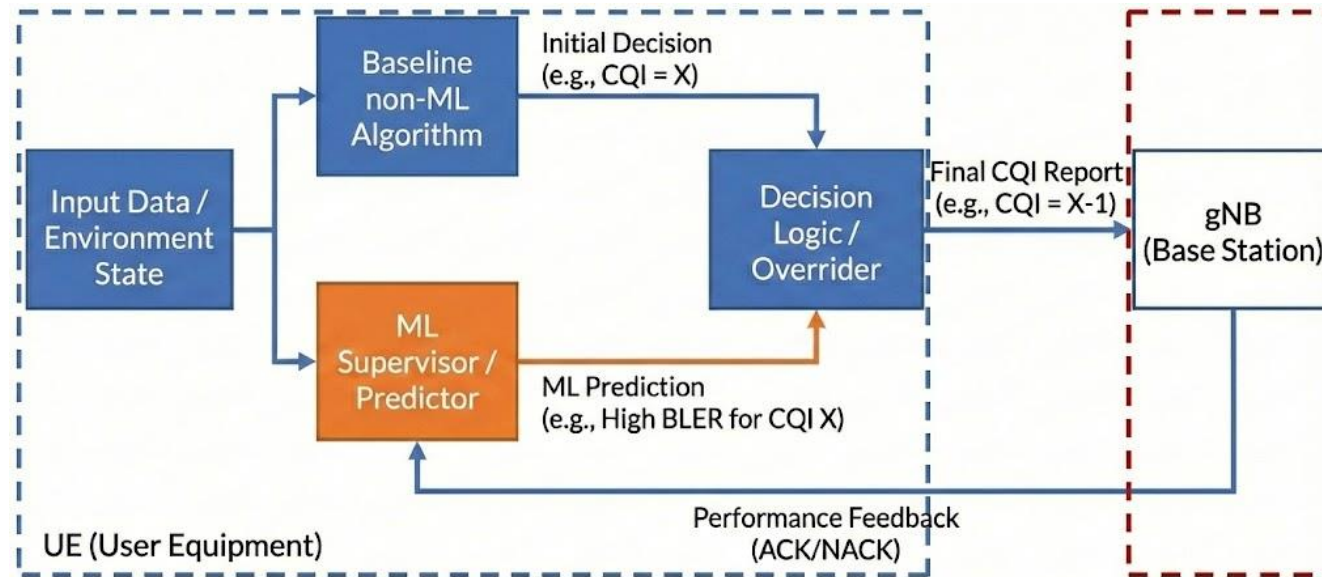 Baseline
non-ML
Algorithm
Initial Decision
(e.g., CQI = X)
Input Data /
Environment
State
Decision
Logic /
Overrider
Final CQI Report
(e.g., CQI = X-1)
gNB
(Base Station)
ML
Supervisor /
Predictor
ML Prediction
(e.g., High BLER for CQI X)
Performance Feedback
(ACK/NACK)
UE (User Equipment)